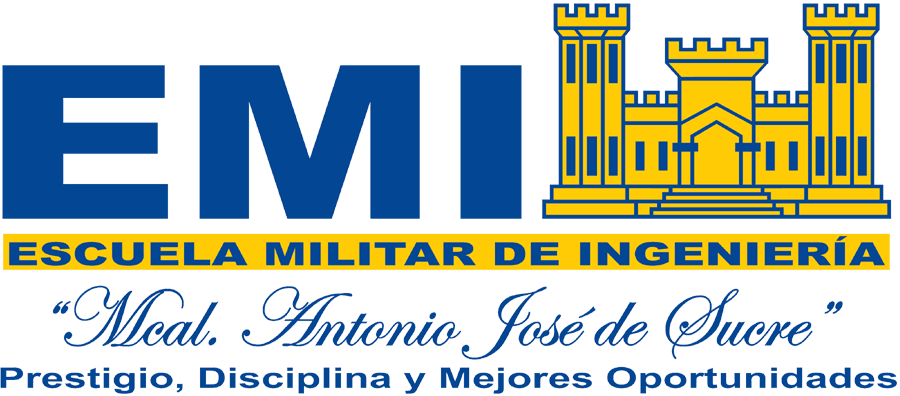 EMI
ESCUELA MILITAR DE INGENIERÍA
“Mcal. Antonio José de Sucre”
Prestigio, Disciplina y Mejores Oportunidades